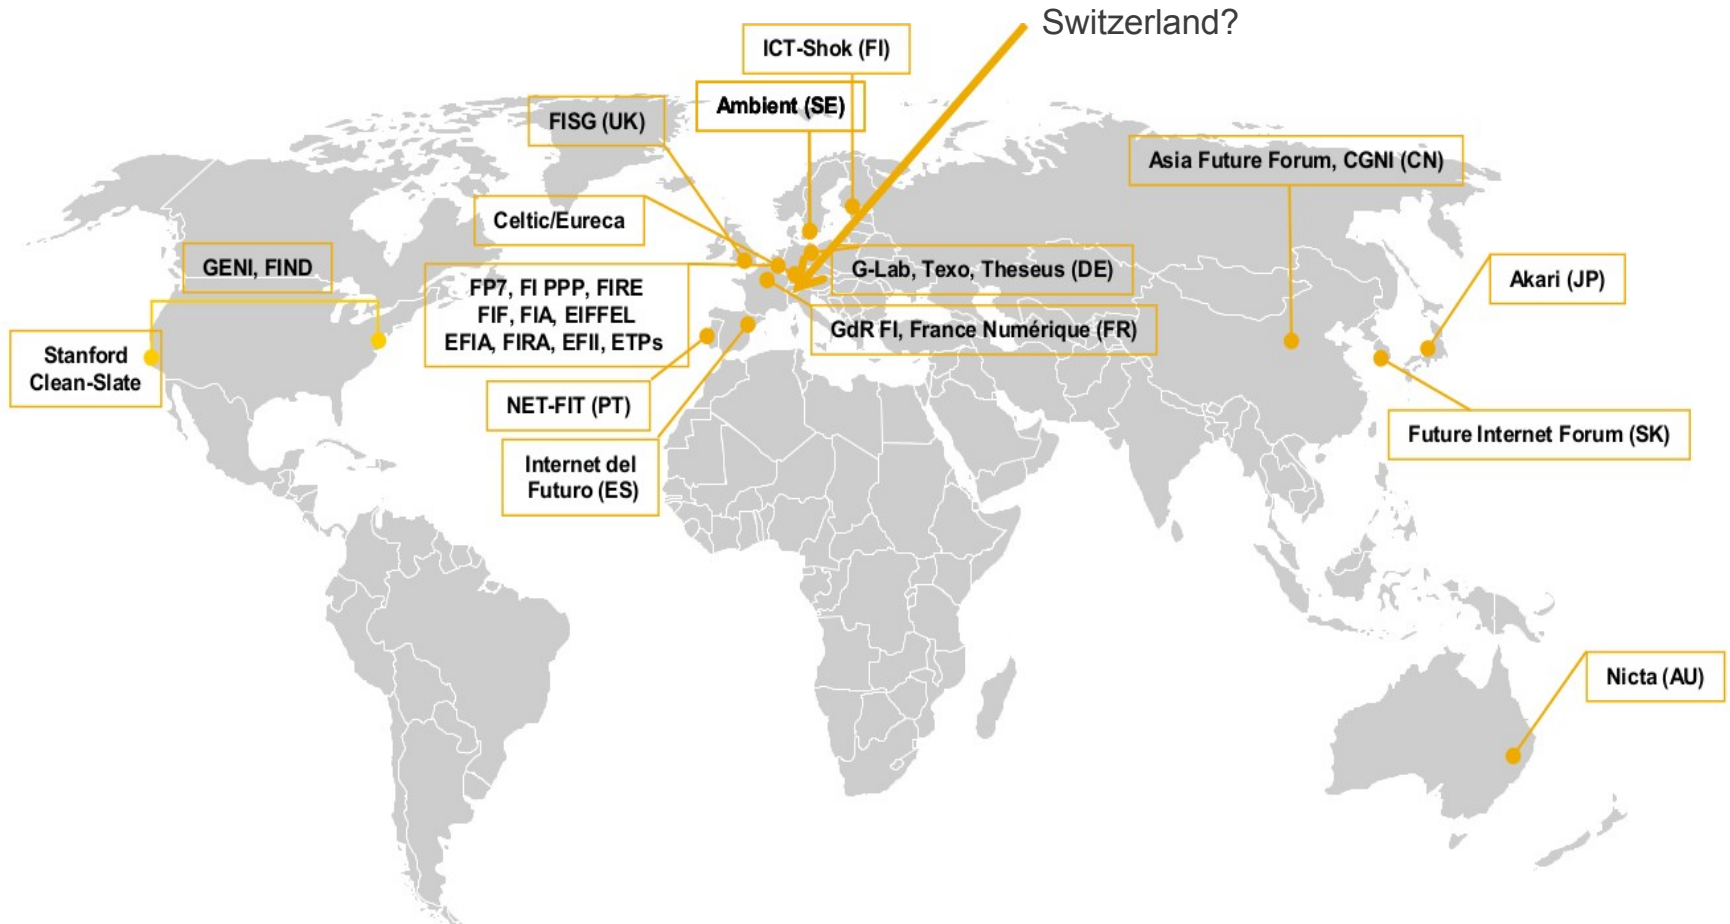 Switzerland?
ICT-Shok (FI)
Ambient (SE)
FISG (UK)
Asia Future Forum, CGNI (CN)
Celtic/Eureca
GENI, FIND
G-Lab, Texo, Theseus (DE)
Akari (JP)
FP7, FI PPP, FIRE
FIF, FIA, EIFFEL
EFIA, FIRA, EFII, ETPs
GdR FI, France Numérique (FR)
Stanford
Clean-Slate
NET-FIT (PT)
Future Internet Forum (SK)
Internet del
Futuro (ES)
Nicta (AU)